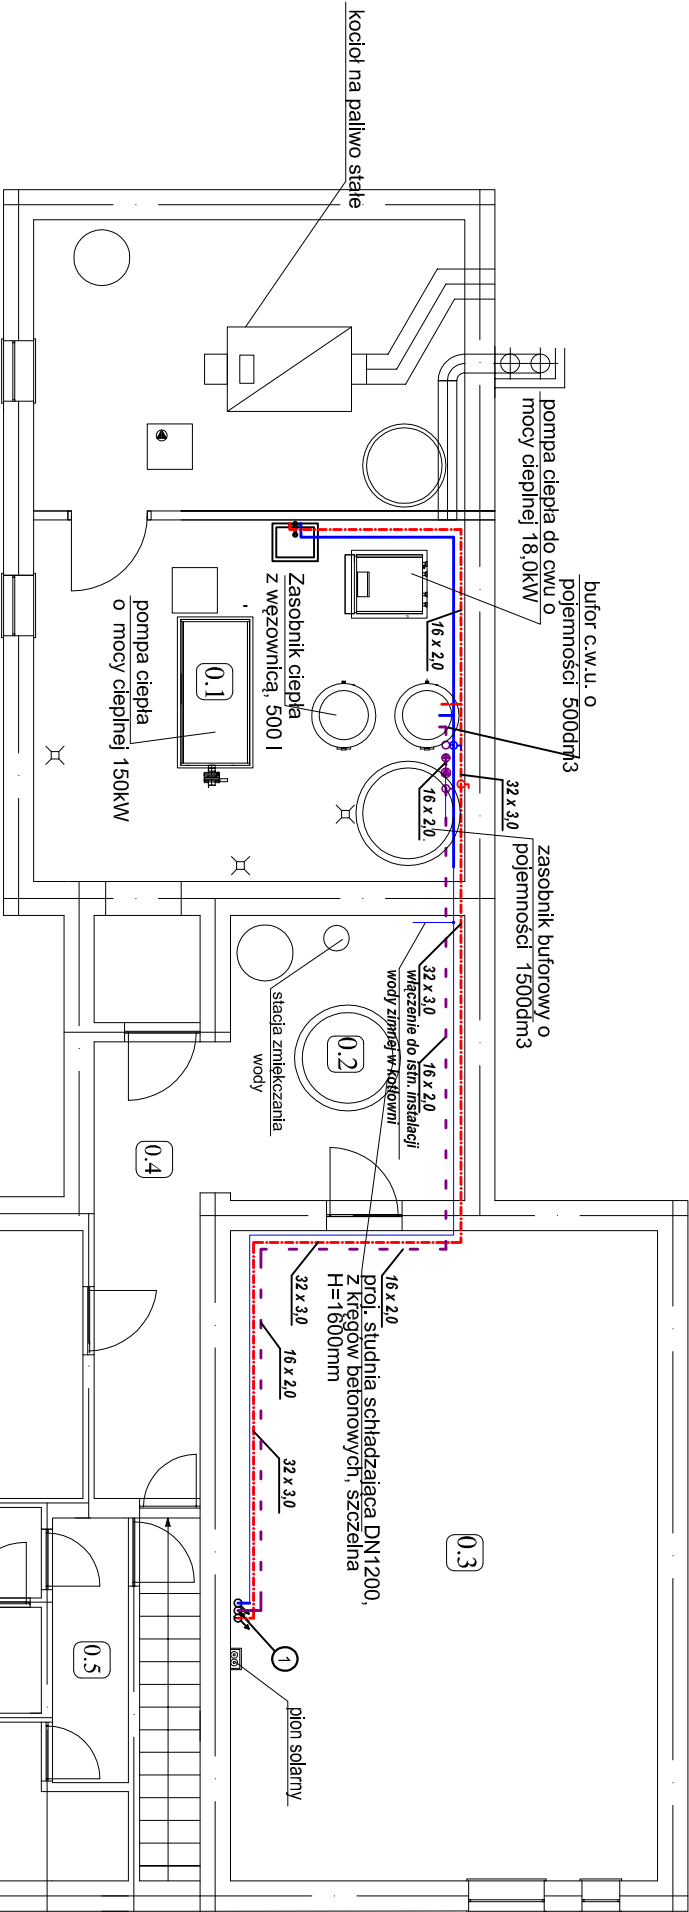 kocioł na paliwo stałe
bufor c.w.u. o
pojemności 500dm3
pompa ciepła do cwu o
mocy cieplnej 18,0kW
16 x 2,0
Zasobnik ciepła
z wężownicą, 500 l
0.1
pompa ciepła
o mocy cieplnej 150kW
32 x 3,0
16 x 2,0
zasobnik buforowy o
pojemności 1500dm3
32 x 3,0
włączenie do istn. instalacji
wody zimnej w kotłowni
16 x 2,0
stacja zmiękczania
wody
0.2
0.4
16 x 2,0
32 x 3,0
proj. studnia schładzająca DN1200,
z kręgów betonowych, szczelna
H=1600mm
16 x 2,0
32 x 3,0
0.3
0.5
1
pion solarny